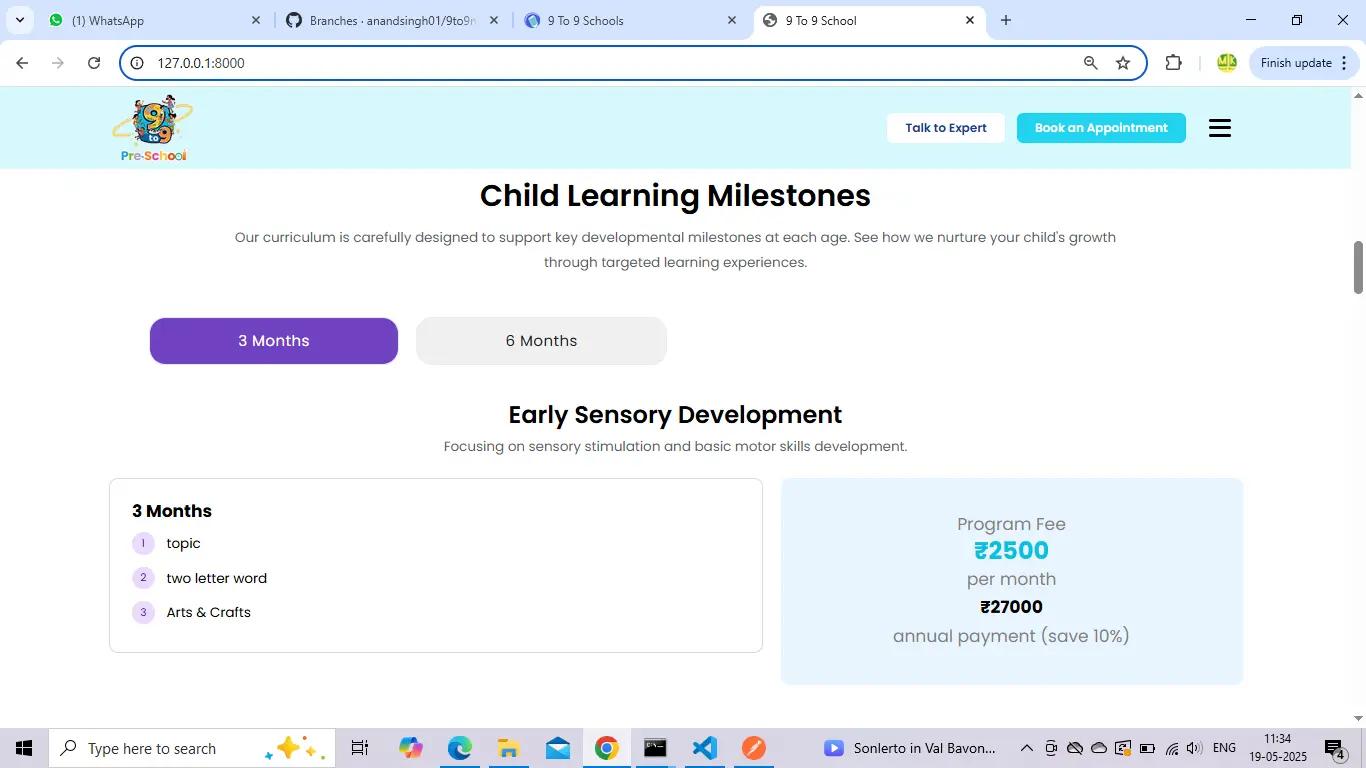 (1) WhatsApp
Branches · anandsingh01/9to9n
9 To 9 Schools
9 To 9 School
127.0.0.1:8000
Finish update
9 to 9
Pre-School
Talk to Expert
Book an Appointment
Child Learning Milestones
Our curriculum is carefully designed to support key developmental milestones at each age. See how we nurture your child's growth
through targeted learning experiences.
3 Months
6 Months
Early Sensory Development
Focusing on sensory stimulation and basic motor skills development.
3 Months
1 topic
2 two letter word
3 Arts & Crafts
Program Fee
₹2500
per month
₹27000
annual payment (save 10%)
Type here to search
Sonlerto in Val Bavon...
ENG
11:34
19-05-2025
4